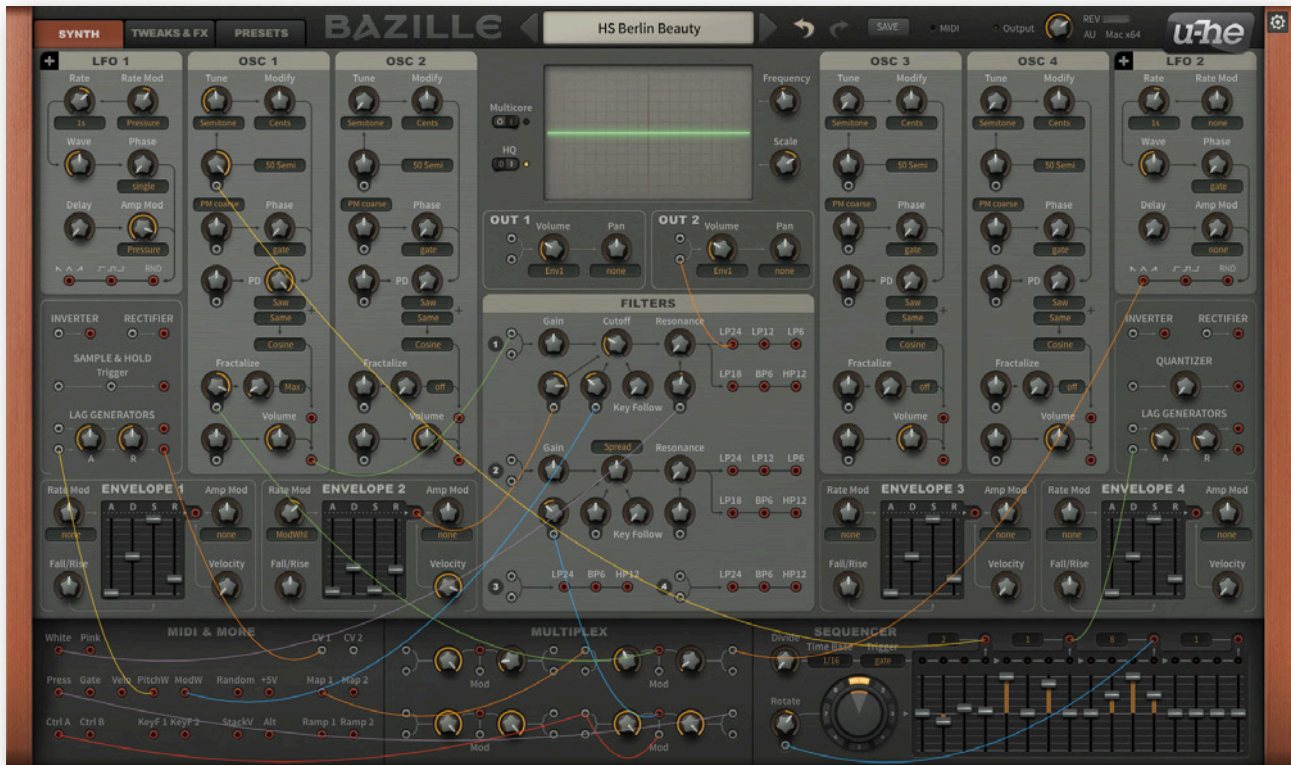 SYNTH TWEAKS & FX PRESETS BAZILLE HS Berlin Beauty SAVE MIDI Output REV AU Mac x64 u-he
LFO 1 OSC 1 OSC 2 OSC 3 OSC 4 LFO 2
Rate Rate Mod Tune Modify Tune Modify Frequency Tune Modify Tune Modify Rate Rate Mod
Multicore
1s Pressure Semitone Cents Semitone Cents Semitone Cents Semitone Cents 1s none
Wave Phase HQ Scale Wave Phase
50 Semi 50 Semi 50 Semi 50 Semi
single gate
Delay Amp Mod PM coarse Phase PM coarse Phase PM coarse Phase PM coarse Phase Delay Amp Mod
OUT 1 Volume Pan OUT 2 Volume Pan
Pressure gate gate gate gate none
Env1 none Env1 none
RND PD PD PD PD RND
Saw Saw FILTERS Saw Saw
Same Same Same Same
INVERTER RECTIFIER Gain Cutoff Resonance LP24 LP12 LP6 INVERTER RECTIFIER
Cosine Cosine 1 Cosine Cosine
SAMPLE & HOLD QUANTIZER
Trigger
Fractalize Fractalize LP18 BP6 HP12 Fractalize Fractalize
Max off off off
Key Follow
LAG GENERATORS Volume Volume Volume Volume LAG GENERATORS
Gain Spread Resonance
A R LP24 LP12 LP6 A R
2
Rate Mod ENVELOPE 1 Amp Mod Rate Mod ENVELOPE 2 Amp Mod LP18 BP6 HP12 Rate Mod ENVELOPE 3 Amp Mod Rate Mod ENVELOPE 4 Amp Mod
A D S R A D S R A D S R A D S R
none none ModWhl none Key Follow none none none none
Fall/Rise Velocity Fall/Rise Velocity Fall/Rise Velocity Fall/Rise Velocity
3 LP24 BP6 HP12 4 LP24 BP6 HP12
MIDI & MORE MULTIPLEX SEQUENCER
White Pink CV 1 CV 2 Divide Time Base Trigger 2 1 8 1
1/16 gate
Press Gate Velo PitchW ModW Random +5V Map 1 Map 2 Mod Mod
Rotate
Ctrl A Ctrl B KeyF 1 KeyF 2 StackV Alt Ramp 1 Ramp 2
Mod Mod